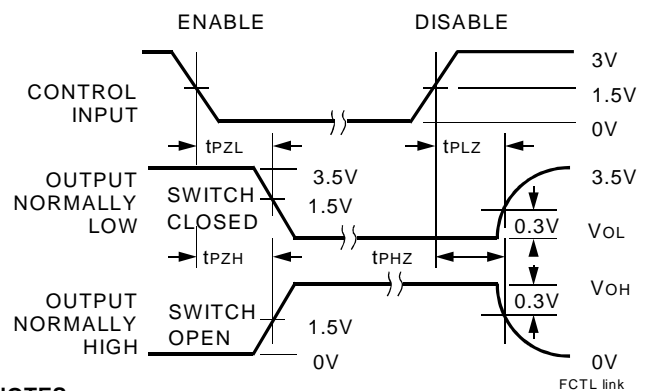 ENABLE DISABLE
3V
CONTROL
INPUT
1.5V
0V
tPZL tPLZ
OUTPUT
NORMALLY
LOW
SWITCH
CLOSED
3.5V
1.5V
3.5V
0.3V
VOL
tPZH tPHZ
OUTPUT
NORMALLY
HIGH
SWITCH
OPEN
1.5V
0V
VOH
0.3V
0V
FCTL link